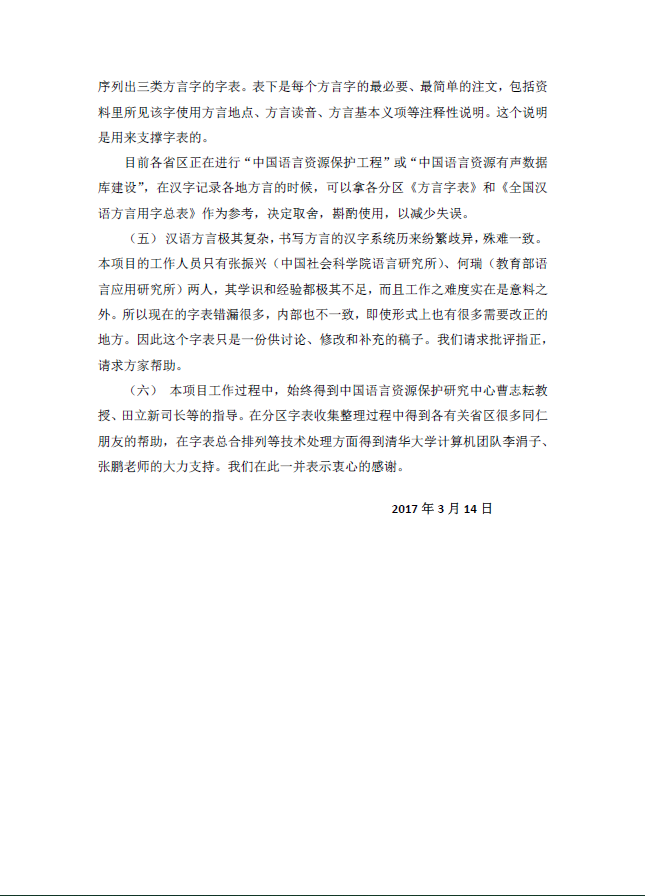 序列出三类方言字的字表。表下是每个方言字的最必要、最简单的注文，包括资
料里所见该字使用方言地点、方言读音、方言基本义项等注释性说明。这个说明
是用来支撑字表的。
目前各省区正在进行“中国语言资源保护工程”或“中国语言资源有声数据
库建设”，在汉字记录各地方言的时候，可以拿各分区《方言字表》和《全国汉
语方言用字总表》作为参考，决定取舍，斟酌使用，以减少失误。
（五） 汉语方言极其复杂，书写方言的汉字系统历来纷繁歧异，殊难一致。
本项目的工作人员只有张振兴（中国社会科学院语言研究所）、何瑞（教育部语
言应用研究所）两人，其学识和经验都极其不足，而且工作之难度实在是意料之
外。所以现在的字表错漏很多，内部也不一致，即使形式上也有很多需要改正的
地方。因此这个字表只是一份供讨论、修改和补充的稿子。我们请求批评指正，
请求方家帮助。
（六） 本项目工作过程中，始终得到中国语言资源保护研究中心曹志耘教
授、田立新司长等的指导。在分区字表收集整理过程中得到各有关省区很多同仁
朋友的帮助，在字表总合排列等技术处理方面得到清华大学计算机团队李涓子、
张鹏老师的大力支持。我们在此一并表示衷心的感谢。
2017 年 3 月 14 日